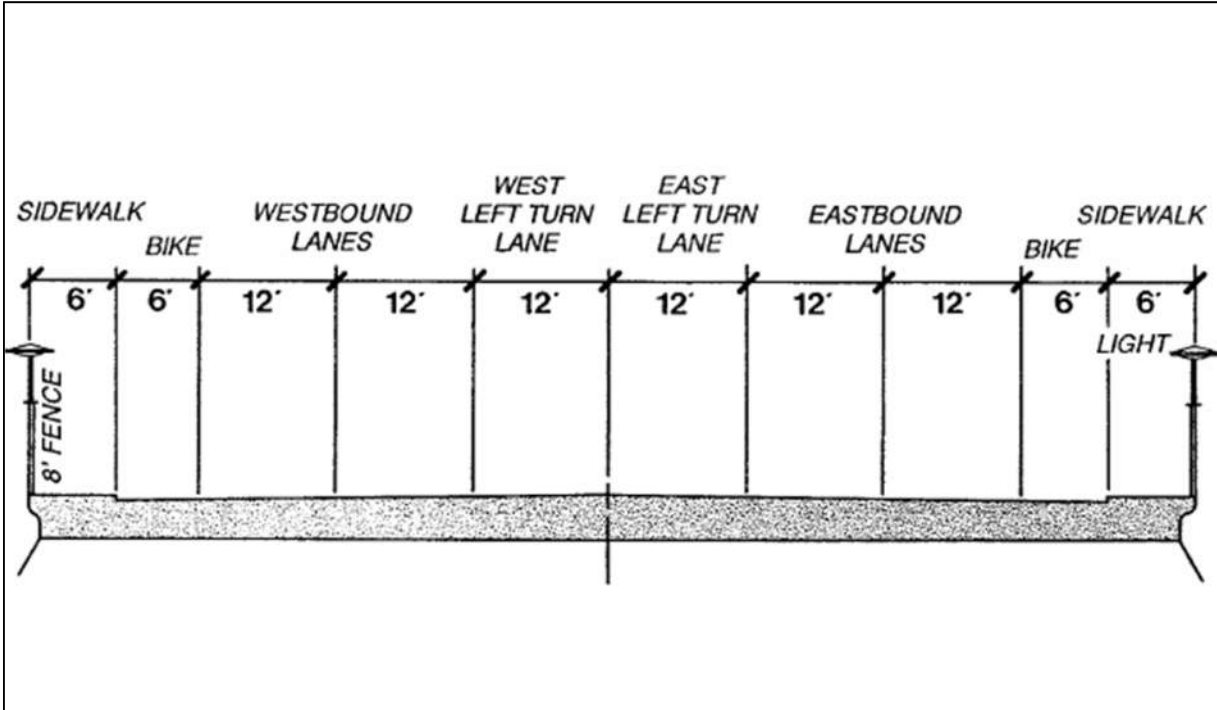 SIDEWALK
BIKE
WESTBOUND
LANES
WEST
LEFT TURN
LANE
EAST
LEFT TURN
LANE
EASTBOUND
LANES
BIKE
SIDEWALK
6' 6' 12' 12' 12' 12' 12' 12' 6' 6'
8' FENCE
LIGHT